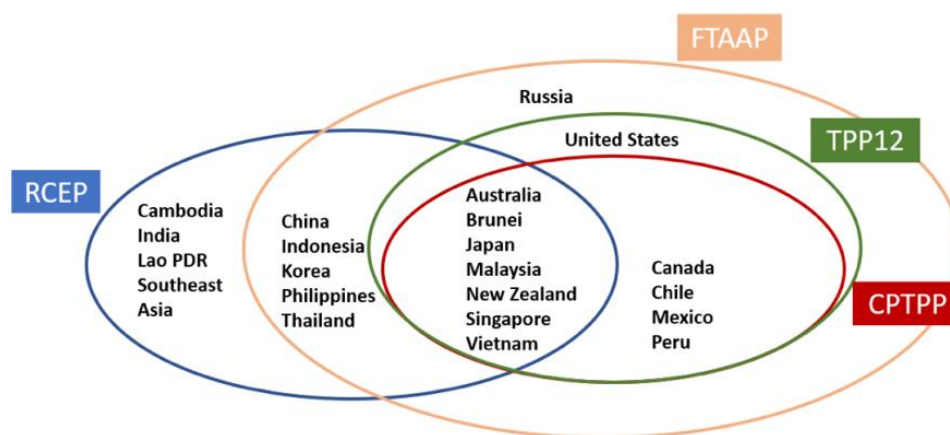 FTAAP
Russia
TPP12
United States
RCEP
Cambodia
India
Lao PDR
Southeast
Asia
China
Indonesia
Korea
Philippines
Thailand
Australia
Brunei
Japan
Malaysia
New Zealand
Singapore
Vietnam
Canada
Chile
Mexico
Peru
CPTPP